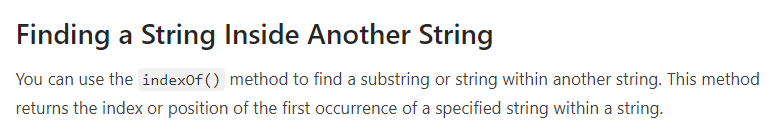 Finding a String Inside Another String
You can use the indexOf() method to find a substring or string within another string. This method
returns the index or position of the first occurrence of a specified string within a string.